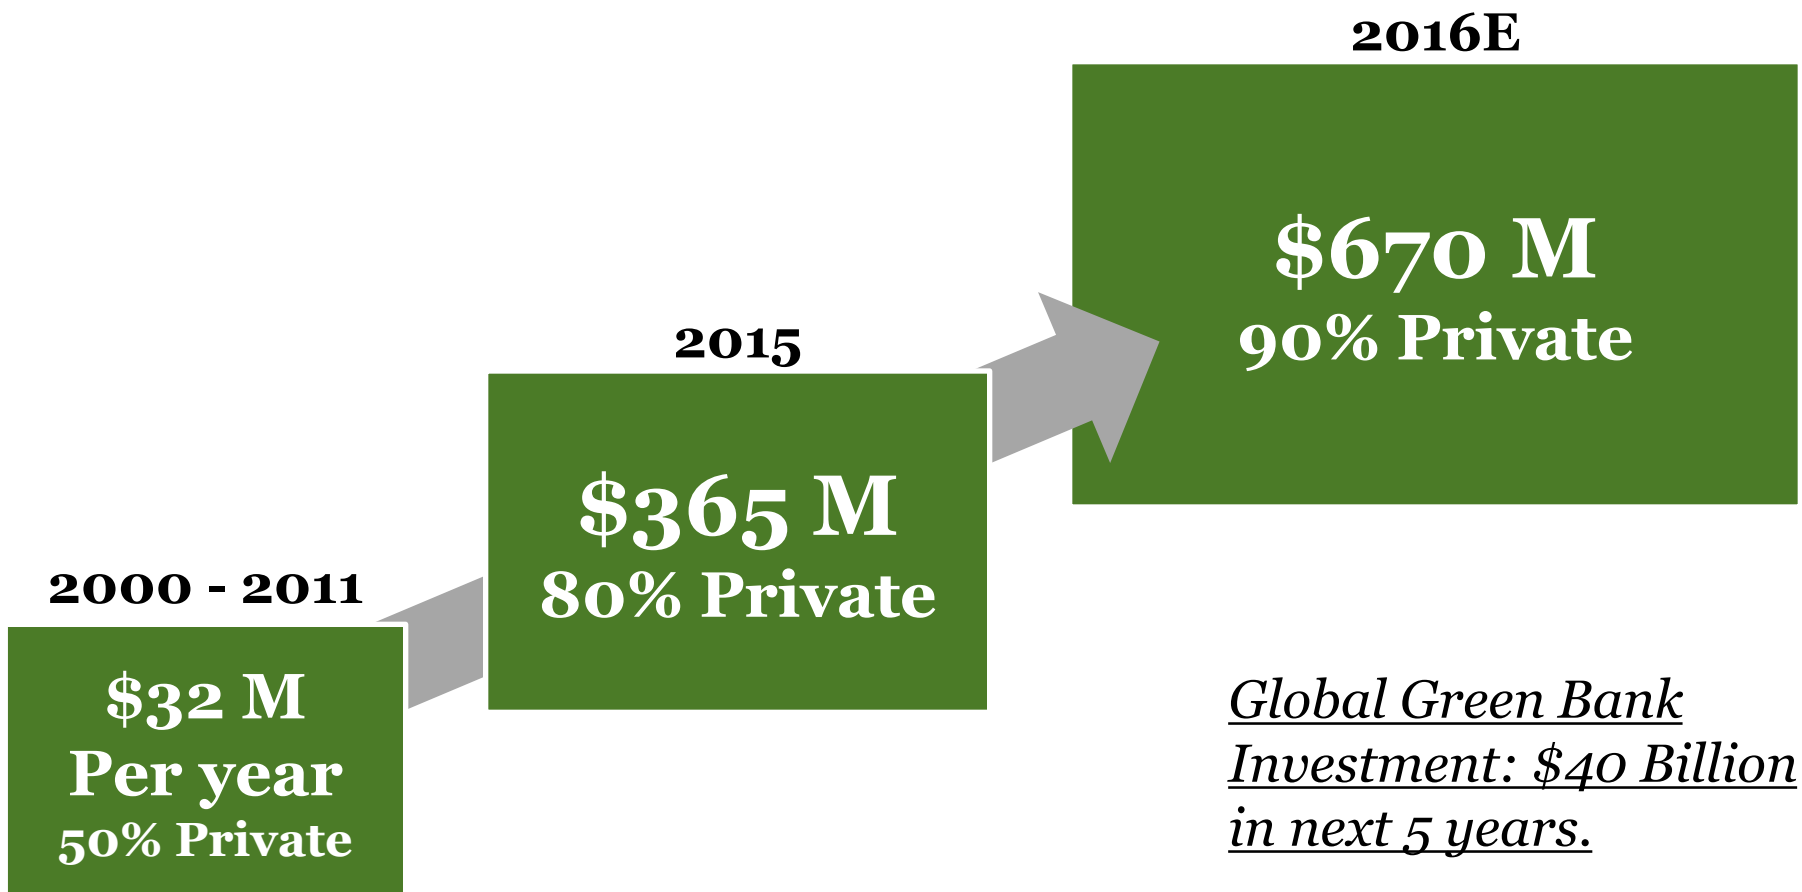 2000 - 2011
$32 M
Per year
50% Private
2015
$365 M
80% Private
2016E
$670 M
90% Private
Global Green Bank
Investment: $40 Billion
in next 5 years.